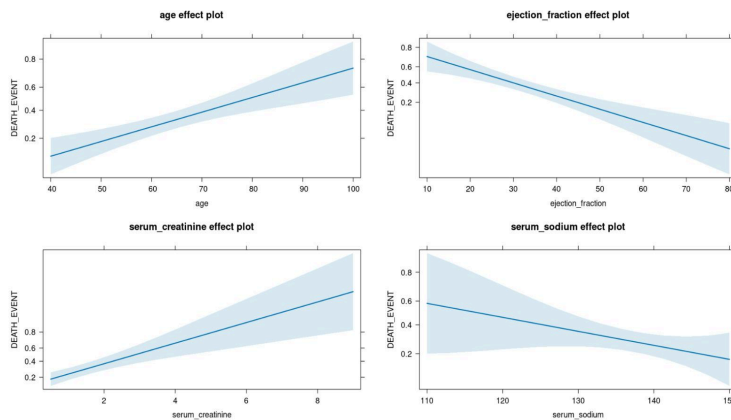 age effect plot
DEATH_EVENT
0.8
0.6
0.4
0.2
40 50 60 70 80 90 100
age
ejection_fraction effect plot
DEATH_EVENT
0.8
0.6
0.4
0.2
10 20 30 40 50 60 70 80
ejection_fraction
serum_creatinine effect plot
DEATH_EVENT
0.8
0.6
0.4
0.2
2 4 6 8
serum_creatinine
serum_sodium effect plot
DEATH_EVENT
0.8
0.6
0.4
0.2
110 120 130 140 150
serum_sodium